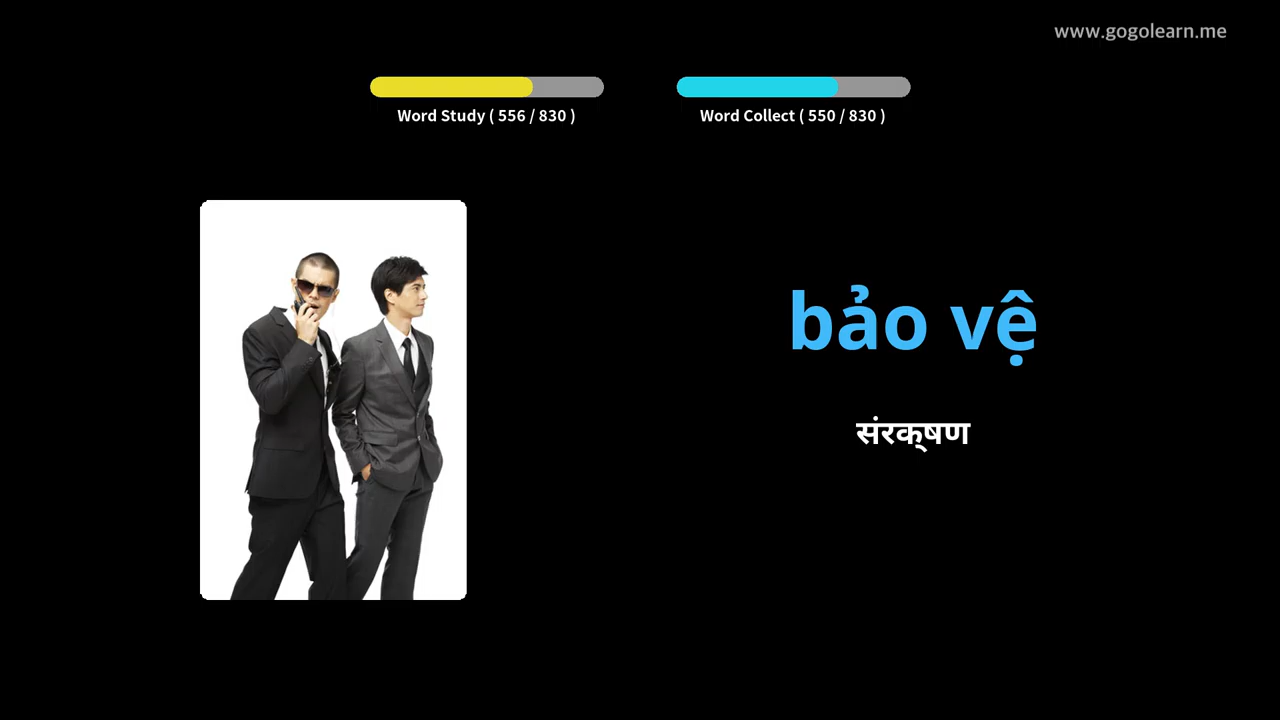 www.gogolearn.me
Word Study ( 556 / 830 )
Word Collect ( 550 / 830 )
bảo vệ
संरक्षण